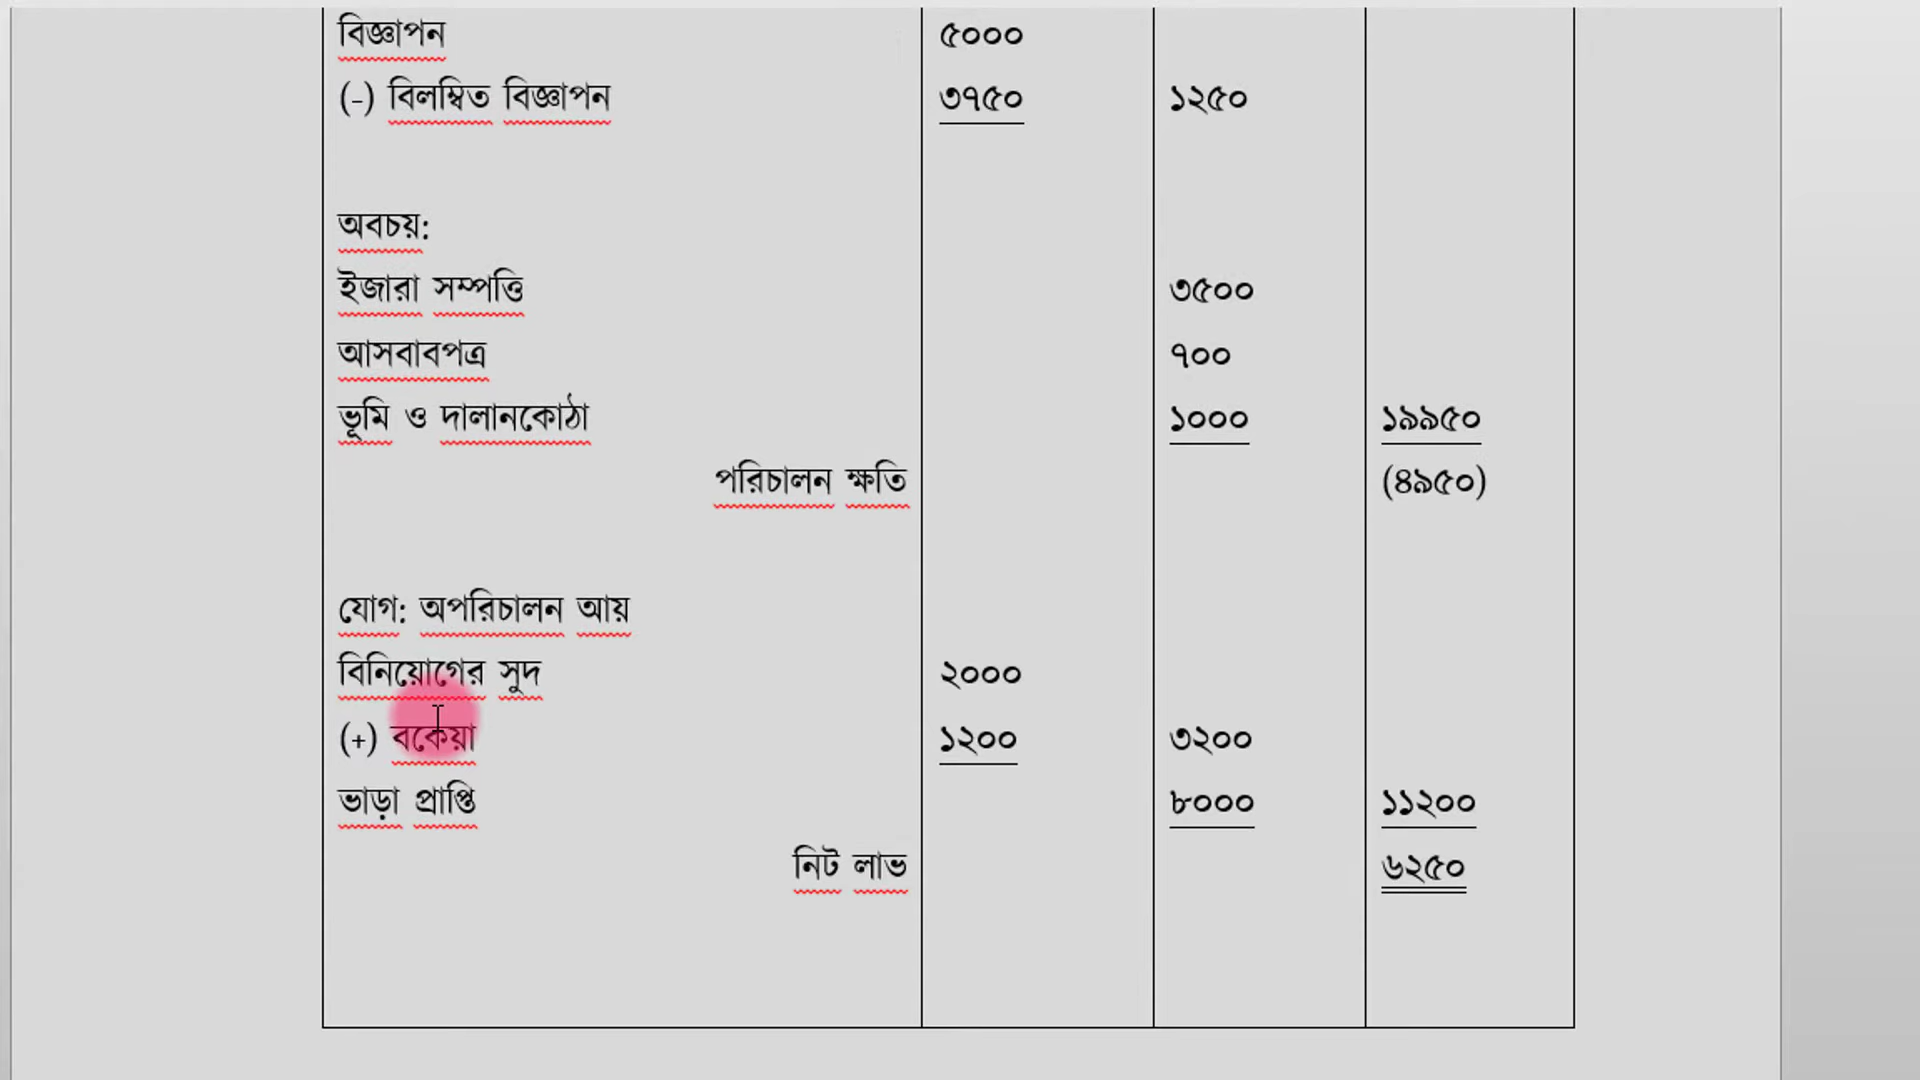 বিজ্ঞাপন ৫০০০
(-) বিলম্বিত বিজ্ঞাপন ৩৭৫০ ১২৫০
অবচয়:
ইজারা সম্পত্তি ৩৫০০
আসবাবপত্র ৭০০
ভূমি ও দালানকোঠা ১০০০ ১৯৯৫০
পরিচালন ক্ষতি (৪৯৫০)
যোগ: অপরিচালন আয়
বিনিয়োগের সুদ ২০০০
(+) বকেয়া ১২০০ ৩২০০
ভাড়া প্রাপ্তি ৮০০০ ১১২০০
নিট লাভ ৬২৫০